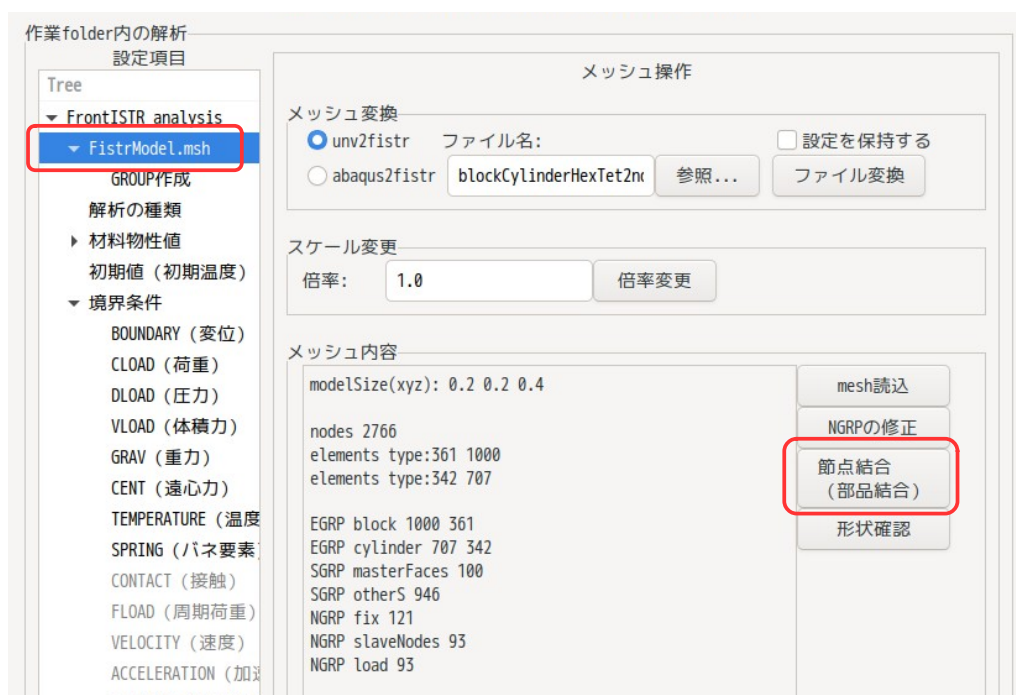 作業folder内の解析
設定項目
Tree
FrontISTR analysis
FistrModel.msh
GROUP作成
解析の種類
材料物性値
初期値（初期温度）
境界条件
BOUNDARY（変位）
CLOAD（荷重）
DLOAD（圧力）
VLOAD（体積力）
GRAV（重力）
CENT（遠心力）
TEMPERATURE（温度
SPRING（バネ要素）
CONTACT（接触）
FLOAD（周期荷重）
VELOCITY（速度）
ACCELERATION（加速
メッシュ操作
メッシュ変換
unv2fistr ファイル名: 設定を保持する
abaqus2fistr blockCylinderHexTet2nd 参照... ファイル変換
スケール変更
倍率: 1.0 倍率変更
メッシュ内容
modelSize(xyz): 0.2 0.2 0.4
nodes 2766
elements type:361 1000
elements type:342 707
EGRP block 1000 361
EGRP cylinder 707 342
SGRP masterFaces 100
SGRP otherS 946
NGRP fix 121
NGRP slaveNodes 93
NGRP load 93
mesh読込
NGRPの修正
節点結合
（部品結合）
形状確認